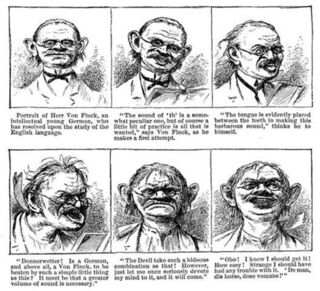 Portrait of Herr Von Finck, an
intellectual young German, who
has resolved upon the study of the
English language.
"The sound of 'th' is a some-
what peculiar one, but of course a
little bit of practice is all that is
wanted," says Von Finck, as he
makes a first attempt.
"The tongue is evidently placed
between the teeth in making this
barbarous sound," thinks he to
himself.
"Donnerwetter! Is a German,
and above all, a Von Finck, to be
beaten by such a simple little thing
as this? It must be that a greater
volume of sound is necessary."
"The Devil take such a hideous
combination as that! However,
just let me once seriously devote
my mind to it, and it will come."
"Oho! I knew I should get it!
How easy! Strange I should have
had any trouble with it. 'De man,
dis horse, dose vomans!'"